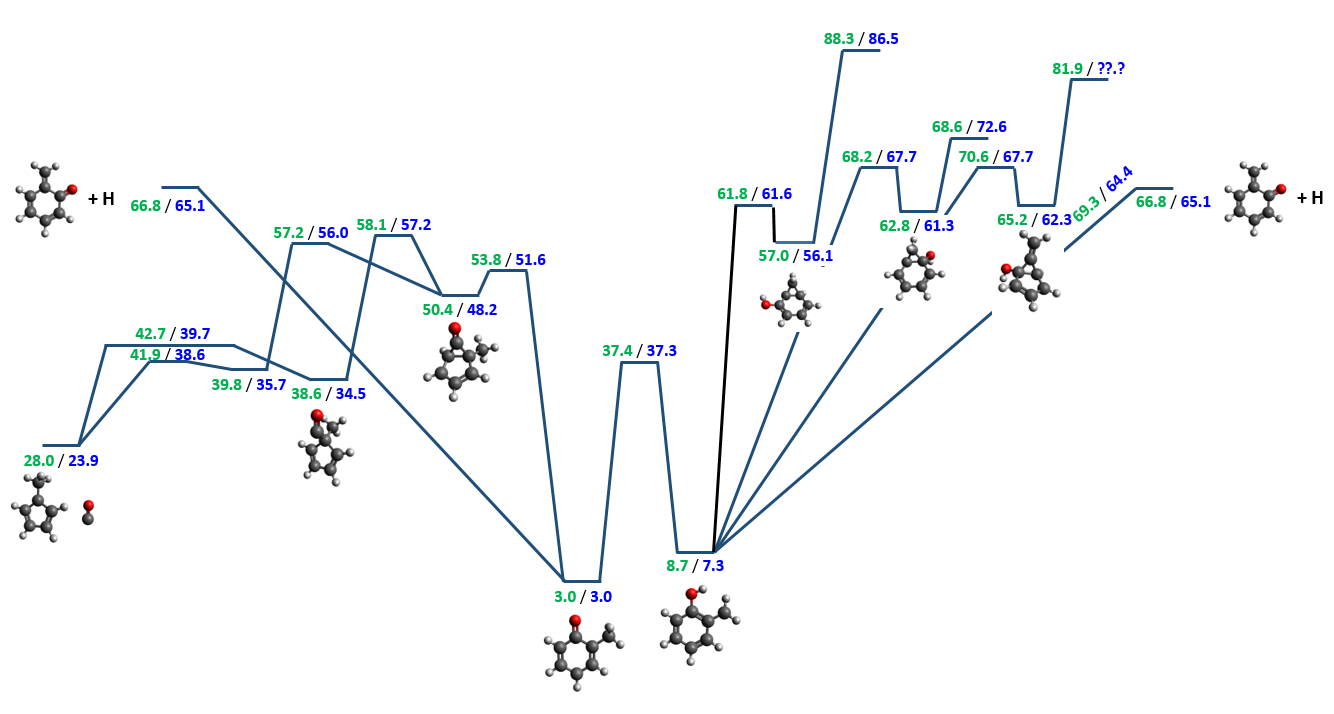 88.3 / 86.5
81.9 / ??.?
68.6 / 72.6
68.2 / 67.7
70.6 / 67.7
61.8 / 61.6
+ H
66.8 / 65.1
57.2 / 56.0
58.1 / 57.2
53.8 / 51.6
57.0 / 56.1
62.8 / 61.3
65.2 / 62.3
69.3 / 64.4
66.8 / 65.1
+ H
50.4 / 48.2
42.7 / 39.7
41.9 / 38.6
39.8 / 35.7
38.6 / 34.5
37.4 / 37.3
28.0 / 23.9
3.0 / 3.0
8.7 / 7.3